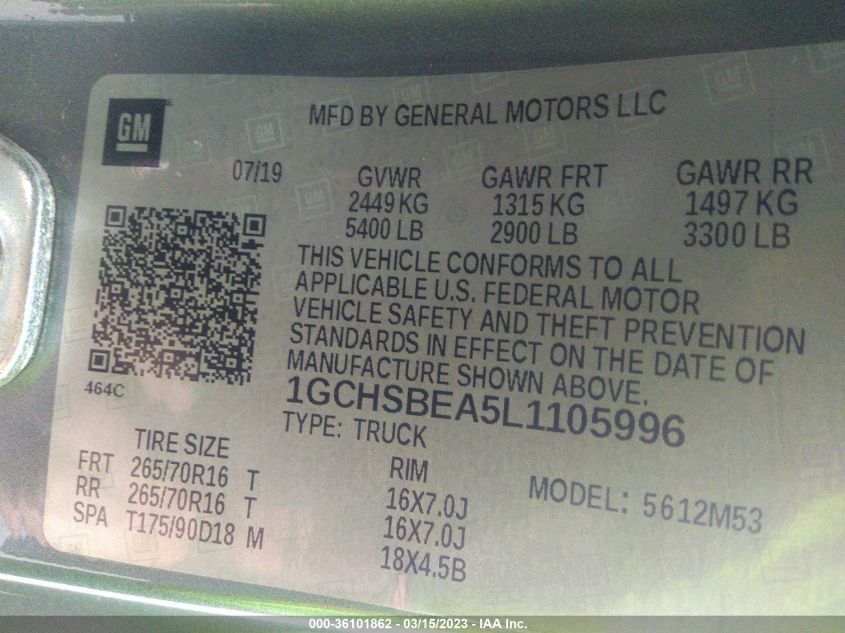 GM
MFD BY GENERAL MOTORS LLC
07/19
GVWR GAWR FRT GAWR RR
2449 KG 1315 KG 1497 KG
5400 LB 2900 LB 3300 LB
THIS VEHICLE CONFORMS TO ALL
APPLICABLE U.S. FEDERAL MOTOR
VEHICLE SAFETY AND THEFT PREVENTION
STANDARDS IN EFFECT ON THE DATE OF
MANUFACTURE SHOWN ABOVE.
464C
1GCHSBEA5L1105996
TYPE: TRUCK
TIRE SIZE RIM
FRT 265/70R16 T 16X7.0J
RR 265/70R16 T 16X7.0J
SPA T175/90D18 M 18X4.5B
MODEL: 5612M53
000-36101862 - 03/15/2023 - IAA Inc.